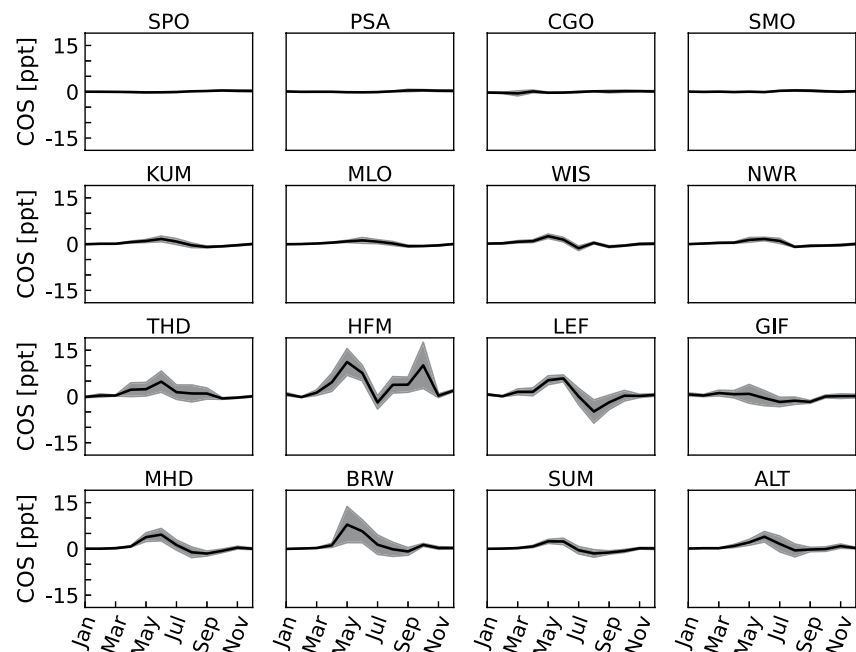 SPO PSA CGO SMO
COS [ppt]
15
0
-15
KUM MLO WIS NWR
COS [ppt]
15
0
-15
THD HFM LEF GIF
COS [ppt]
15
0
-15
MHD BRW SUM ALT
COS [ppt]
15
0
-15
Jan Mar May Jul Sep Nov Jan Mar May Jul Sep Nov Jan Mar May Jul Sep Nov Jan Mar May Jul Sep Nov